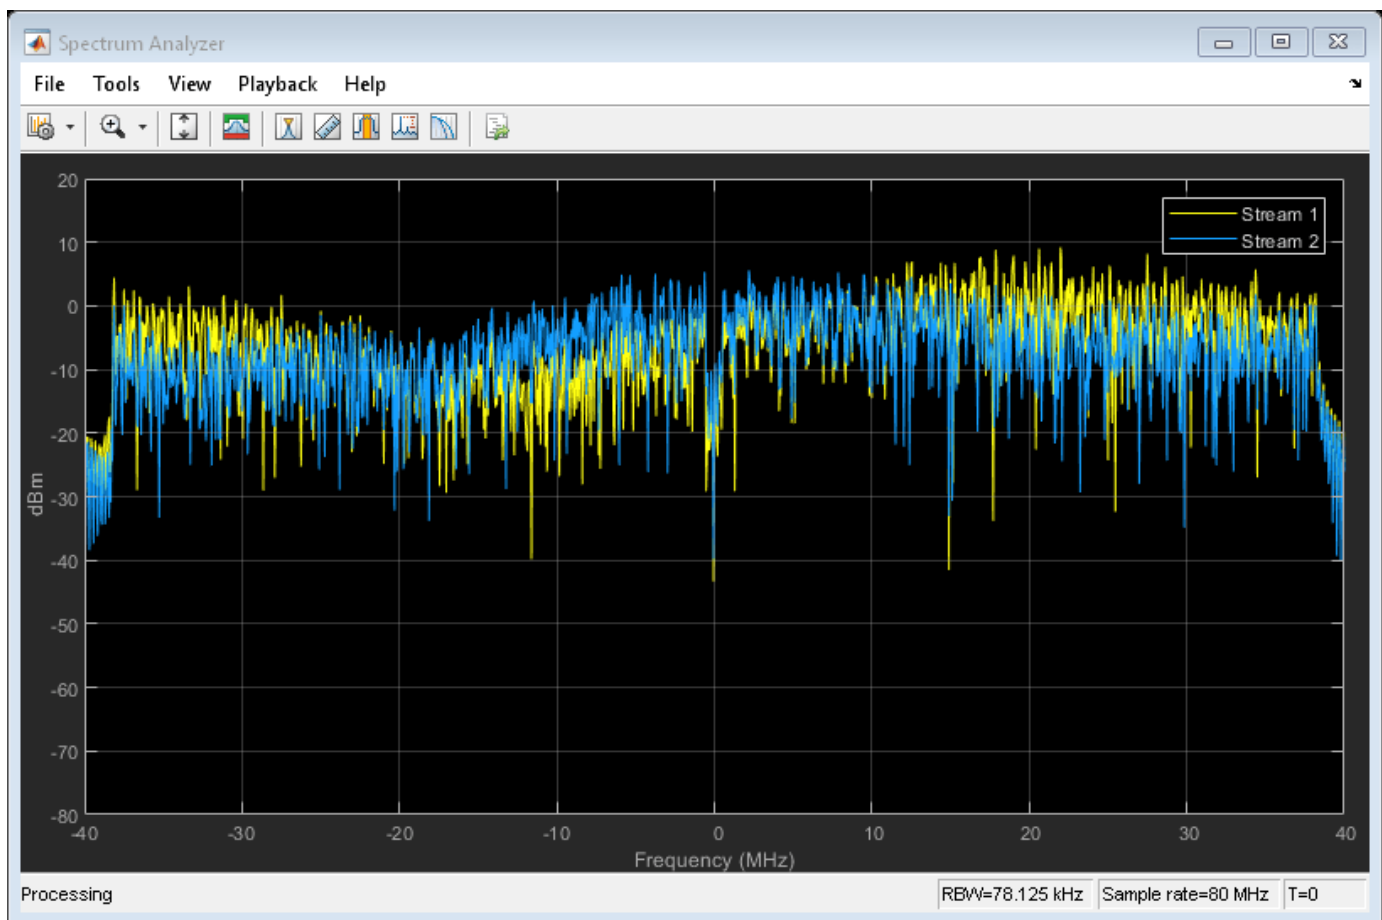 Spectrum Analyzer
File Tools View Playback Help
20
10
0
-10
-20
-30
-40
-50
-60
-70
-80
dBm
Stream 1
Stream 2
-40 -30 -20 -10 0 10 20 30 40
Frequency (MHz)
Processing RBW=78.125 kHz Sample rate=80 MHz T=0